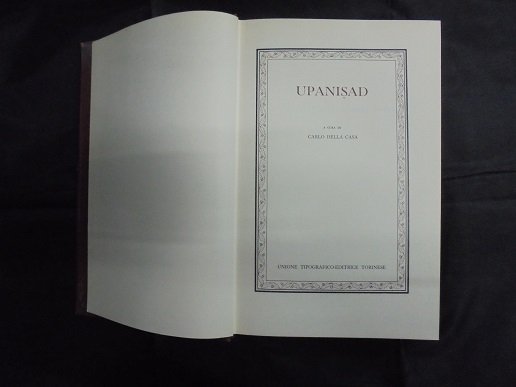 UPANIṢAD
A CURA DI
CARLO DELLA CASA
UNIONE TIPOGRAFICO-EDITRICE TORINESE